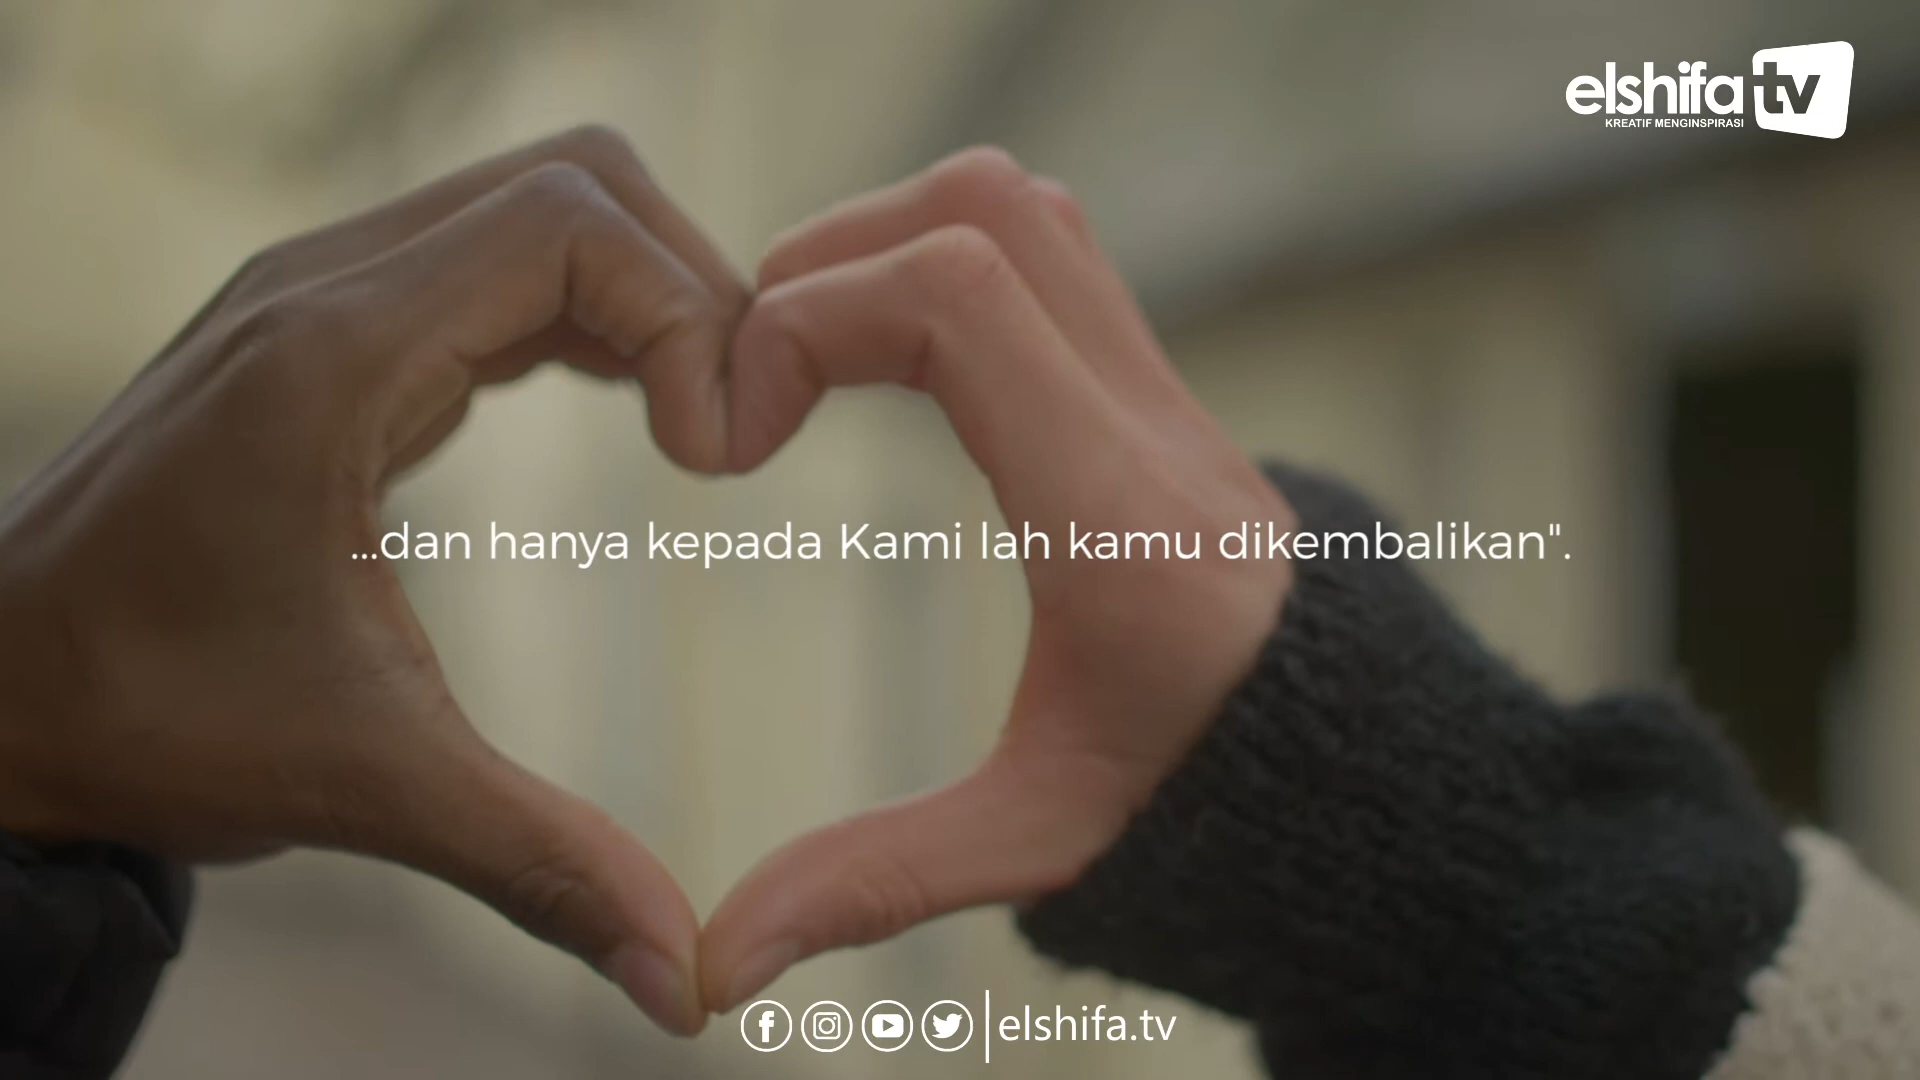 elshifa tv
KREATIF MENGINSPIRASI
...dan hanya kepada Kami lah kamu dikembalikan".
elshifa.tv